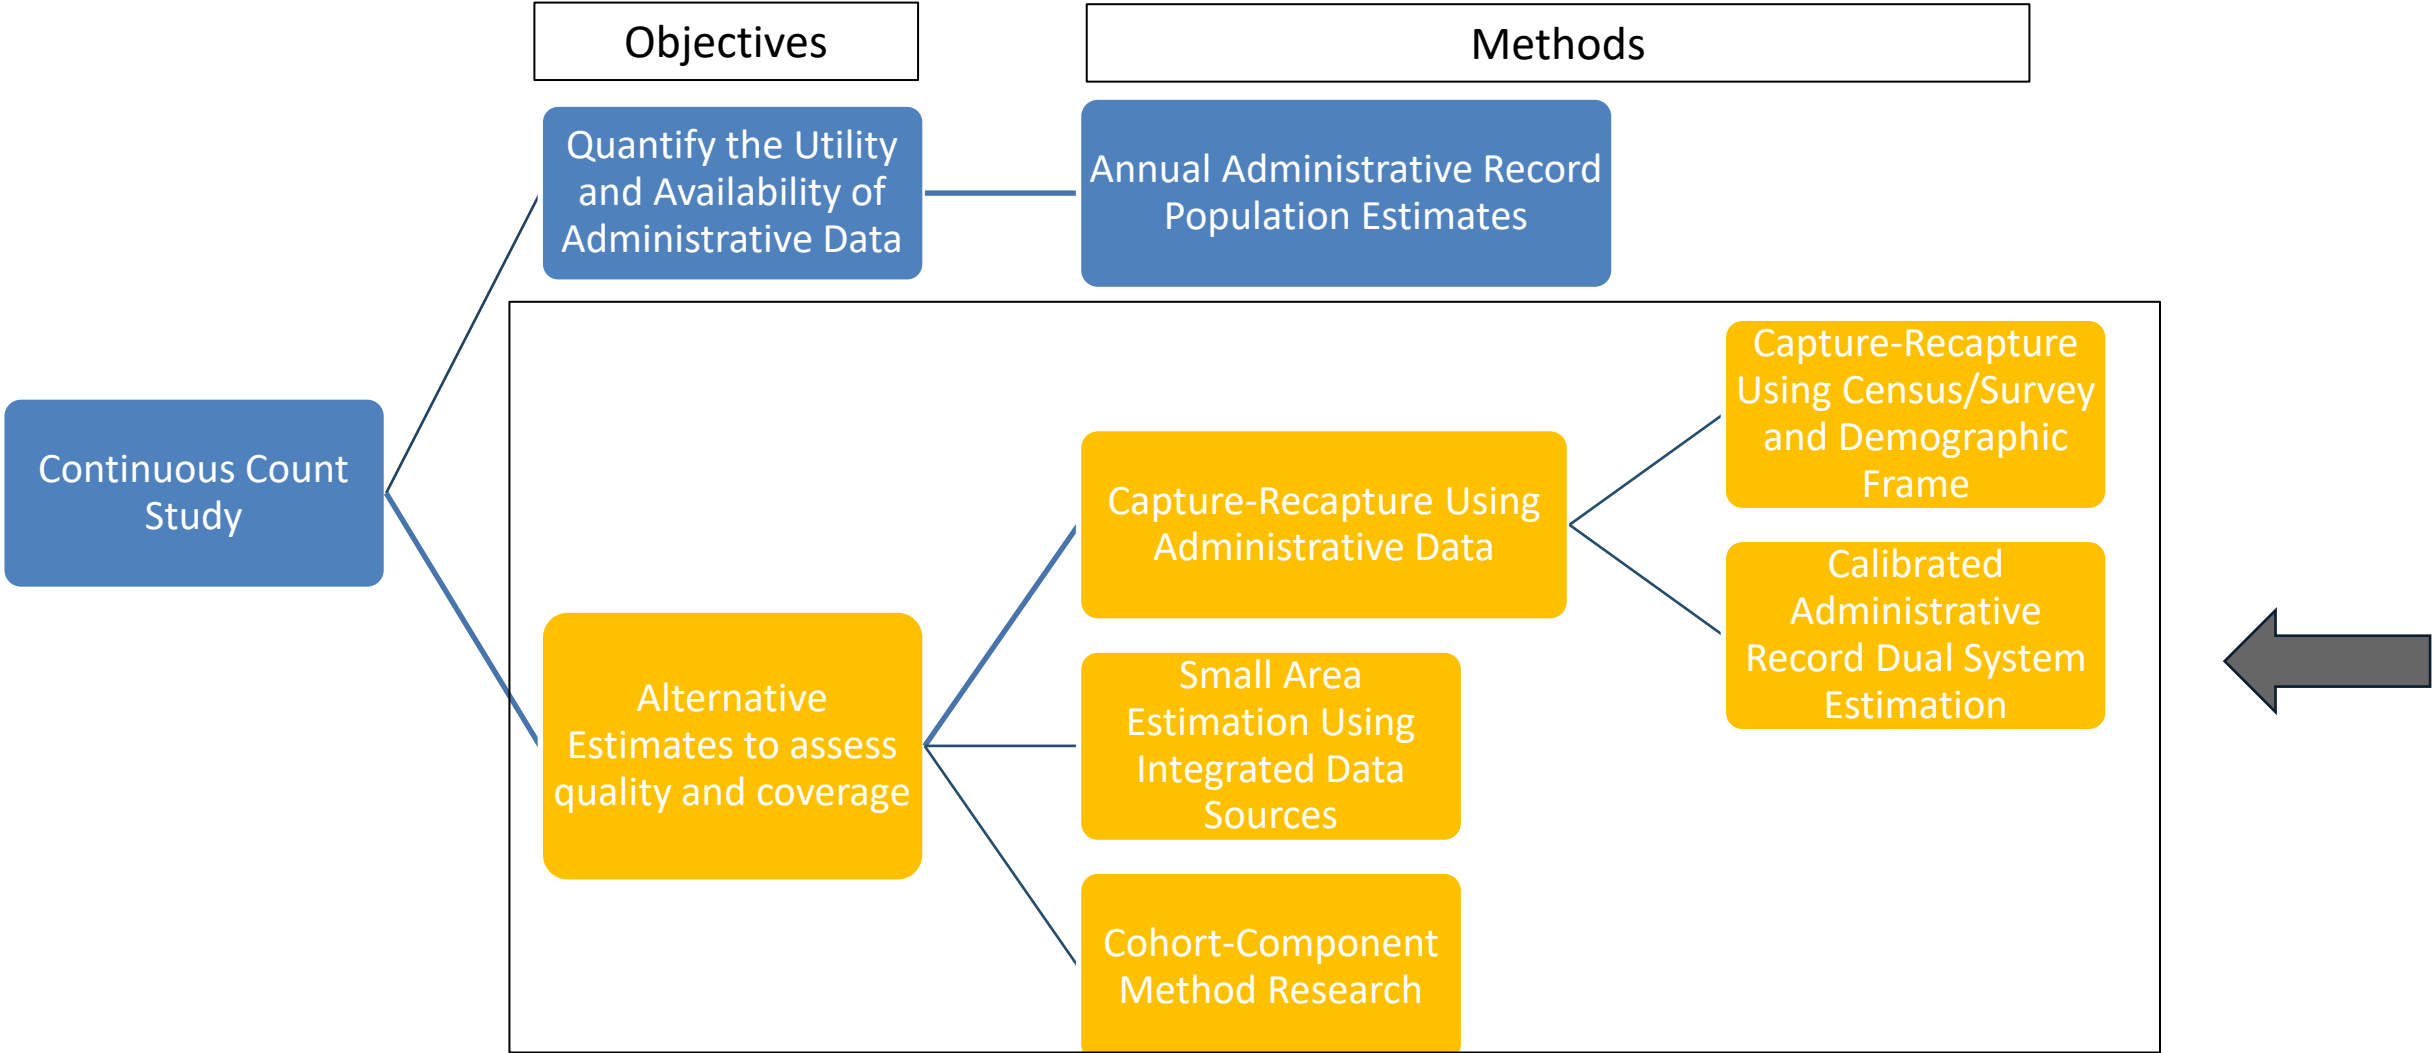 Objectives
Methods
Quantify the Utility
and Availability of
Administrative Data
Annual Administrative Record
Population Estimates
Continuous Count
Study
Alternative
Estimates to assess
quality and coverage
Capture-Recapture Using
Administrative Data
Capture-Recapture
Using Census/Survey
and Demographic
Frame
Calibrated
Administrative
Record Dual System
Estimation
Small Area
Estimation Using
Integrated Data
Sources
Cohort-Component
Method Research